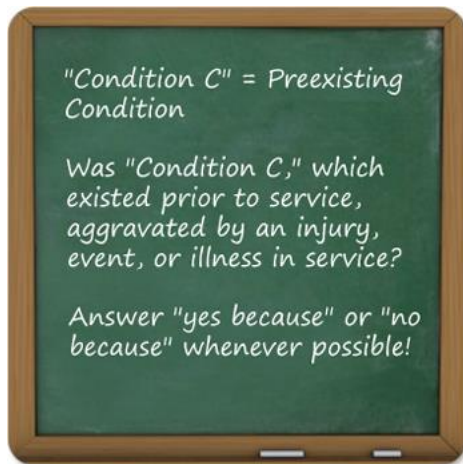 "Condition C" = Preexisting
Condition
Was "Condition C," which
existed prior to service,
aggravated by an injury,
event, or illness in service?
Answer "yes because" or "no
because" whenever possible!